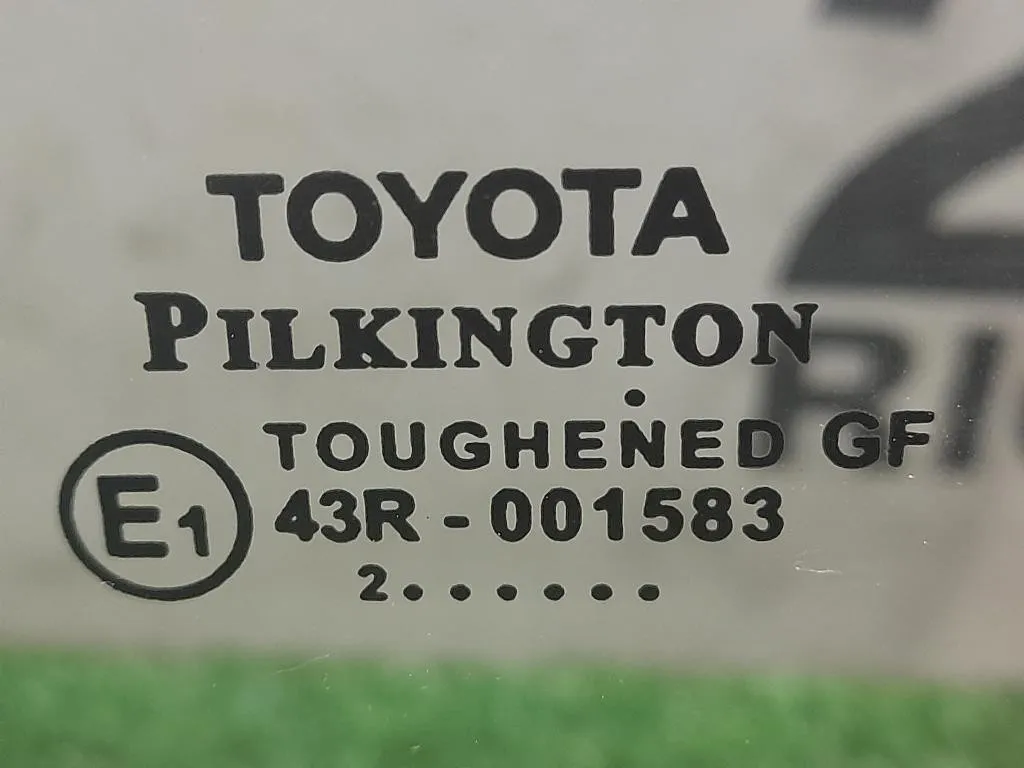 TOYOTA
PILKINGTON
TOUGHENED GF
E1
43R - 001583
2......